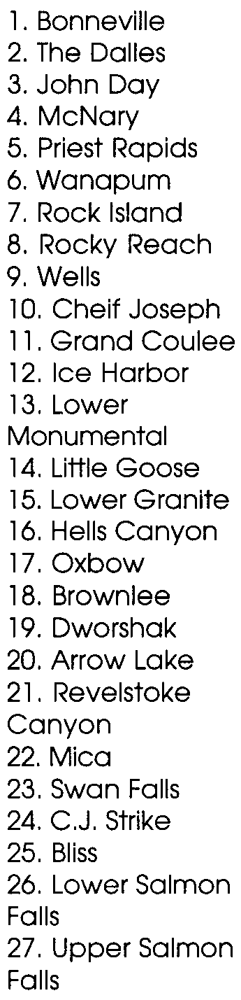 1. Bonneville
2. The Dalles
3. John Day
4. McNary
5. Priest Rapids
6. Wanapum
7. Rock Island
8. Rocky Reach
9. Wells
10. Cheif Joseph
11. Grand Coulee
12. Ice Harbor
13. Lower
Monumental
14. Little Goose
15. Lower Granite
16. Hells Canyon
17. Oxbow
18. Brownlee
19. Dworshak
20. Arrow Lake
21. Revelstoke
Canyon
22. Mica
23. Swan Falls
24. C.J. Strike
25. Bliss
26. Lower Salmon
Falls
27. Upper Salmon
Falls